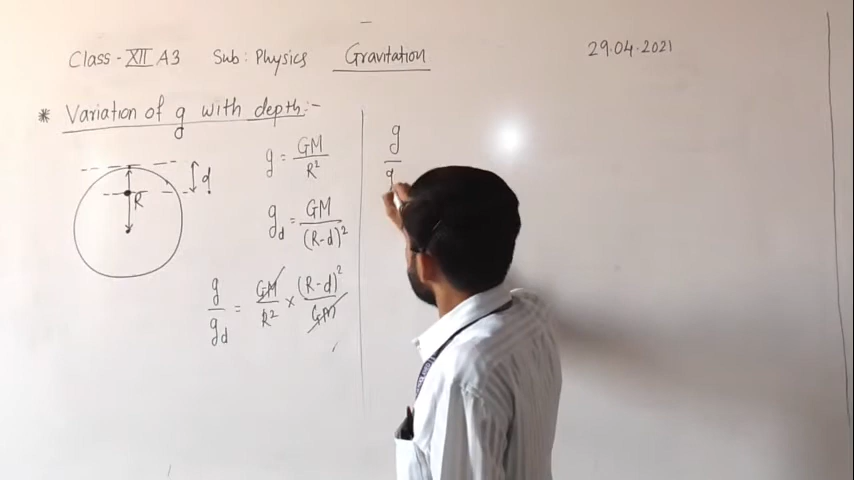 Class - XII A3 Sub: Physics Gravitation 29.04.2021
* Variation of g with depth:-
d
R
g = GM/R²
g_d = GM/(R-d)²
g/g_d = GM/R² × (R-d)²/GM
g
g